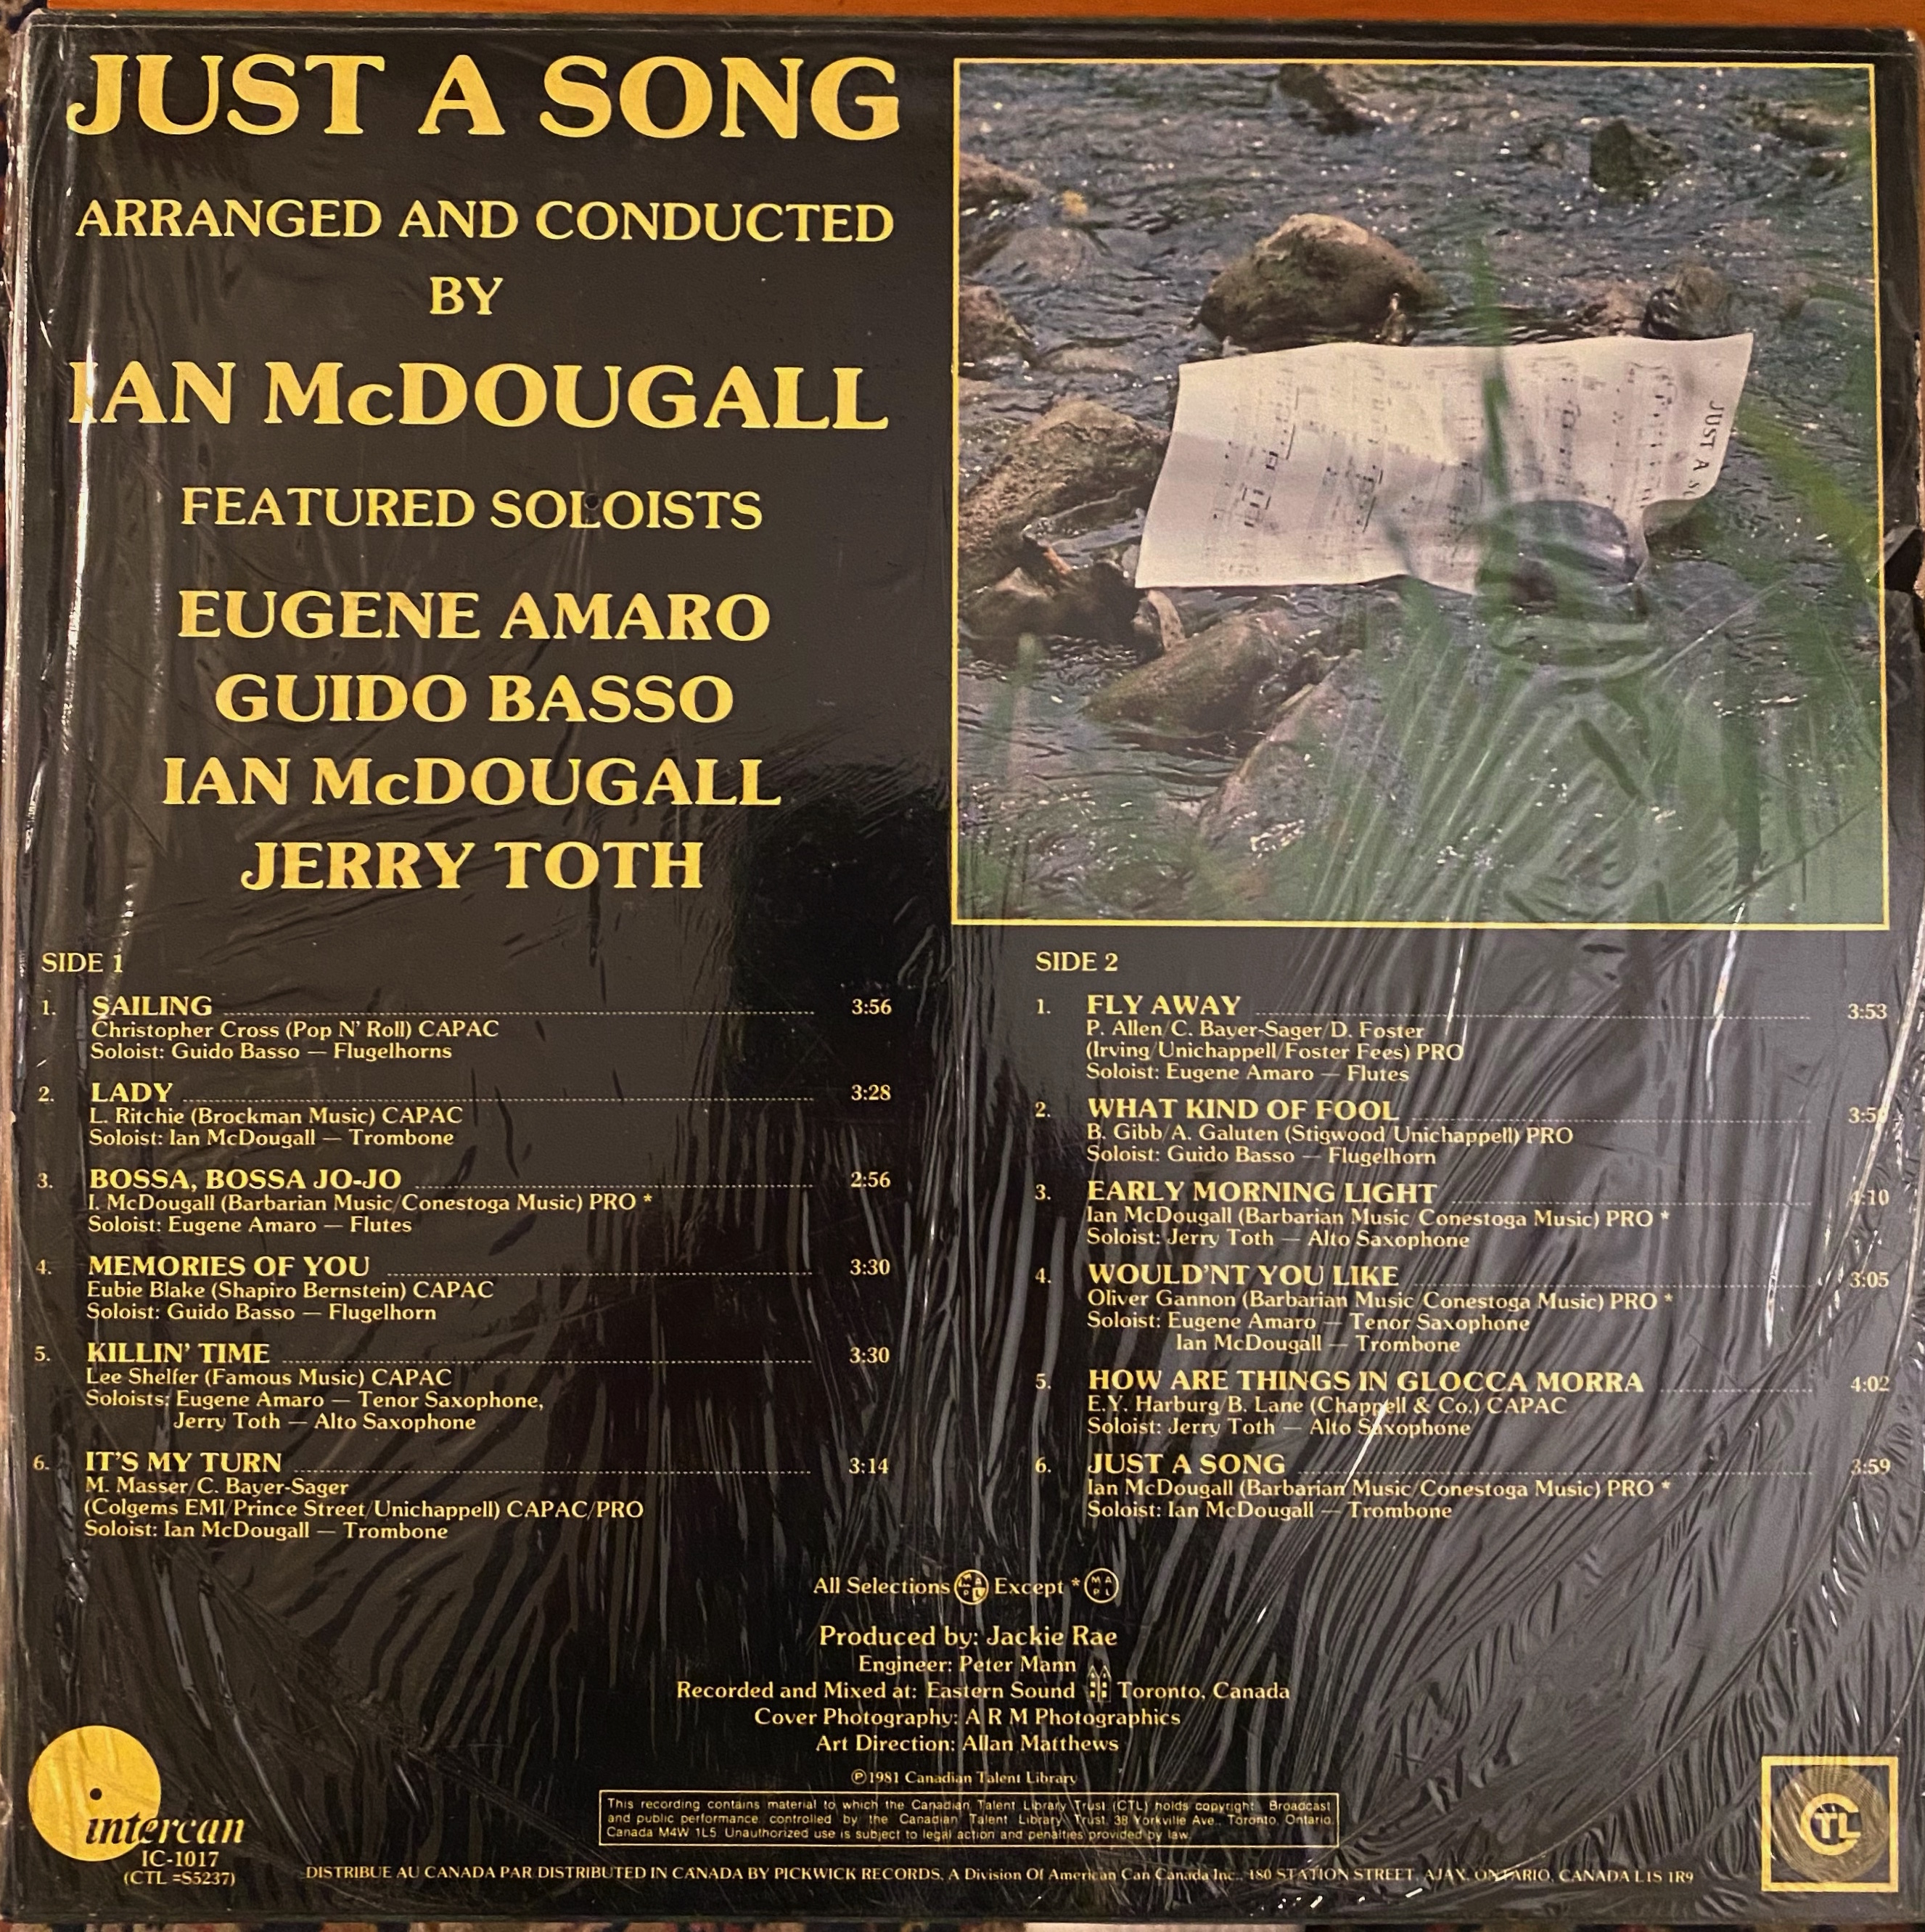 JUST A SONG
ARRANGED AND CONDUCTED
BY
IAN McDOUGALL
FEATURED SOLOISTS
EUGENE AMARO
GUIDO BASSO
IAN McDOUGALL
JERRY TOTH
JUST A
SIDE 1
1. SAILING 3:56
Christopher Cross (Pop N' Roll) CAPAC
Soloist: Guido Basso — Flugelhorns
2. LADY 3:28
L. Ritchie (Brockman Music) CAPAC
Soloist: Ian McDougall — Trombone
3. BOSSA, BOSSA JO-JO 2:56
I. McDougall (Barbarian Music/Conestoga Music) PRO *
Soloist: Eugene Amaro — Flutes
4. MEMORIES OF YOU 3:30
Eubie Blake (Shapiro Bernstein) CAPAC
Soloist: Guido Basso — Flugelhorn
5. KILLIN' TIME 3:30
Lee Shelfer (Famous Music) CAPAC
Soloists: Eugene Amaro — Tenor Saxophone,
Jerry Toth — Alto Saxophone
6. IT'S MY TURN 3:14
M. Masser/C. Bayer-Sager
(Colgems EMI/Prince Street/Unichappell) CAPAC/PRO
Soloist: Ian McDougall — Trombone
SIDE 2
1. FLY AWAY 3:53
P. Allen/C. Bayer-Sager/D. Foster
(Irving/Unichappell/Foster Fees) PRO
Soloist: Eugene Amaro — Flutes
2. WHAT KIND OF FOOL
B. Gibb/A. Galuten (Stigwood/Unichappell) PRO
Soloist: Guido Basso — Flugelhorn
3. EARLY MORNING LIGHT 4:10
Ian McDougall (Barbarian Music/Conestoga Music) PRO *
Soloist: Jerry Toth — Alto Saxophone
4. WOULD'NT YOU LIKE 3:05
Oliver Gannon (Barbarian Music/Conestoga Music) PRO *
Soloist: Eugene Amaro — Tenor Saxophone
Ian McDougall — Trombone
5. HOW ARE THINGS IN GLOCCA MORRA 4:02
E.Y. Harburg/B. Lane (Chappell & Co.) CAPAC
Soloist: Jerry Toth — Alto Saxophone
6. JUST A SONG 3:59
Ian McDougall (Barbarian Music/Conestoga Music) PRO *
Soloist: Ian McDougall — Trombone
All Selections MAPL Except * MAPL
Produced by: Jackie Rae
Engineer: Peter Mann
Recorded and Mixed at: Eastern Sound Toronto, Canada
Cover Photography: A R M Photographics
Art Direction: Allan Matthews
℗1981 Canadian Talent Library
This recording contains material to which the Canadian Talent Library Trust (CTL) holds copyright. Broadcast
and public performance controlled by the Canadian Talent Library Trust, 38 Yorkville Ave., Toronto, Ontario,
Canada M4W 1L5. Unauthorized use is subject to legal action and penalties provided by law.
intercan
IC-1017
(CTL =S5237)
DISTRIBUE AU CANADA PAR DISTRIBUTED IN CANADA BY PICKWICK RECORDS, A Division Of American Can Canada Inc., 480 STATION STREET, AJAX, ONTARIO, CANADA L1S 1R9
CTL